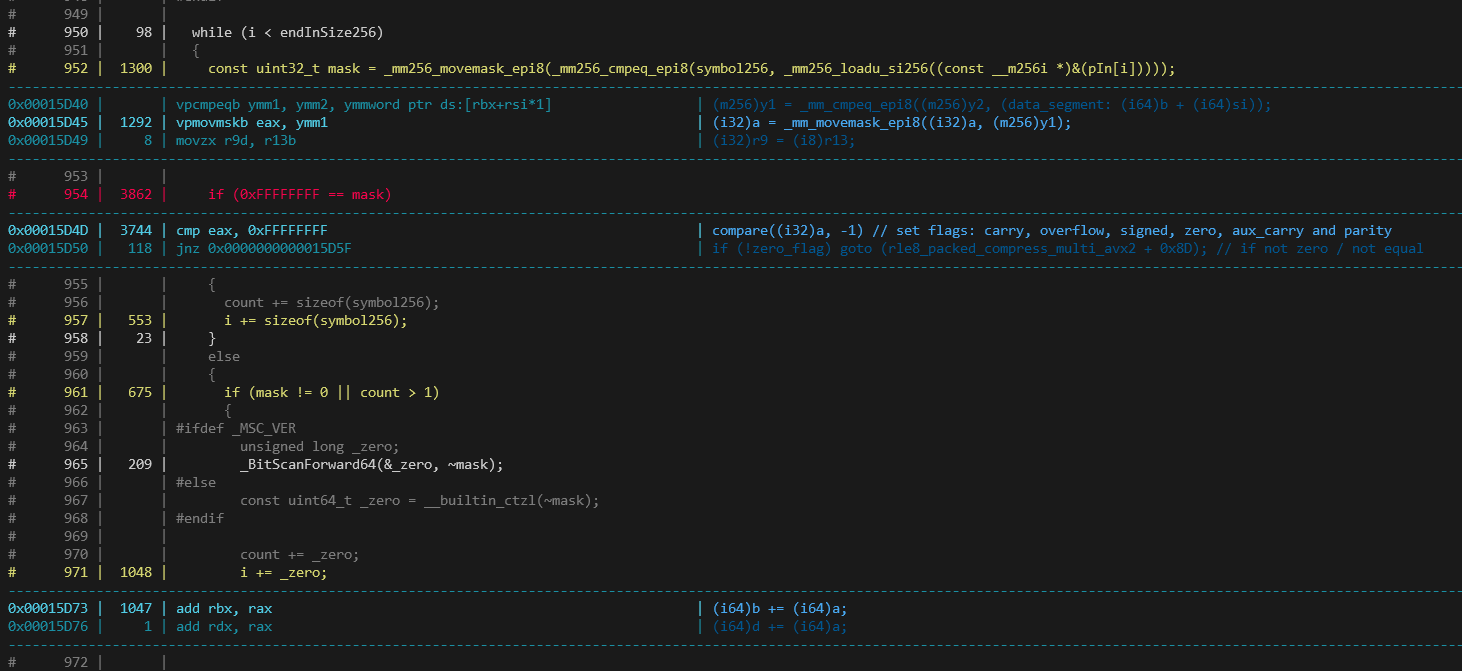 # 949 | |
# 950 | 98 | while (i < endInSize256)
# 951 | | {
# 952 | 1300 | const uint32_t mask = _mm256_movemask_epi8(_mm256_cmpeq_epi8(symbol256, _mm256_loadu_si256((const __m256i *)&(pIn[i]))));
0x00015D40 | | vpcmpeqb ymm1, ymm2, ymmword ptr ds:[rbx+rsi*1] | (m256)y1 = _mm_cmpeq_epi8((m256)y2, (data_segment: (i64)b + (i64)si));
0x00015D45 | 1292 | vpmovmskb eax, ymm1 | (i32)a = _mm_movemask_epi8((i32)a, (m256)y1);
0x00015D49 | 8 | movzx r9d, r13b | (i32)r9 = (i8)r13;
# 953 | |
# 954 | 3862 | if (0xFFFFFFFF == mask)
0x00015D4D | 3744 | cmp eax, 0xFFFFFFFF | compare((i32)a, -1) // set flags: carry, overflow, signed, zero, aux_carry and parity
0x00015D50 | 118 | jnz 0x0000000000015D5F | if (!zero_flag) goto (rle8_packed_compress_multi_avx2 + 0x8D); // if not zero / not equal
# 955 | | {
# 956 | | count += sizeof(symbol256);
# 957 | 553 | i += sizeof(symbol256);
# 958 | 23 | }
# 959 | | else
# 960 | | {
# 961 | 675 | if (mask != 0 || count > 1)
# 962 | | {
# 963 | | #ifdef _MSC_VER
# 964 | | unsigned long _zero;
# 965 | 209 | _BitScanForward64(&_zero, ~mask);
# 966 | | #else
# 967 | | const uint64_t _zero = __builtin_ctzl(~mask);
# 968 | | #endif
# 969 | |
# 970 | | count += _zero;
# 971 | 1048 | i += _zero;
0x00015D73 | 1047 | add rbx, rax | (i64)b += (i64)a;
0x00015D76 | 1 | add rdx, rax | (i64)d += (i64)a;
# 972 | |